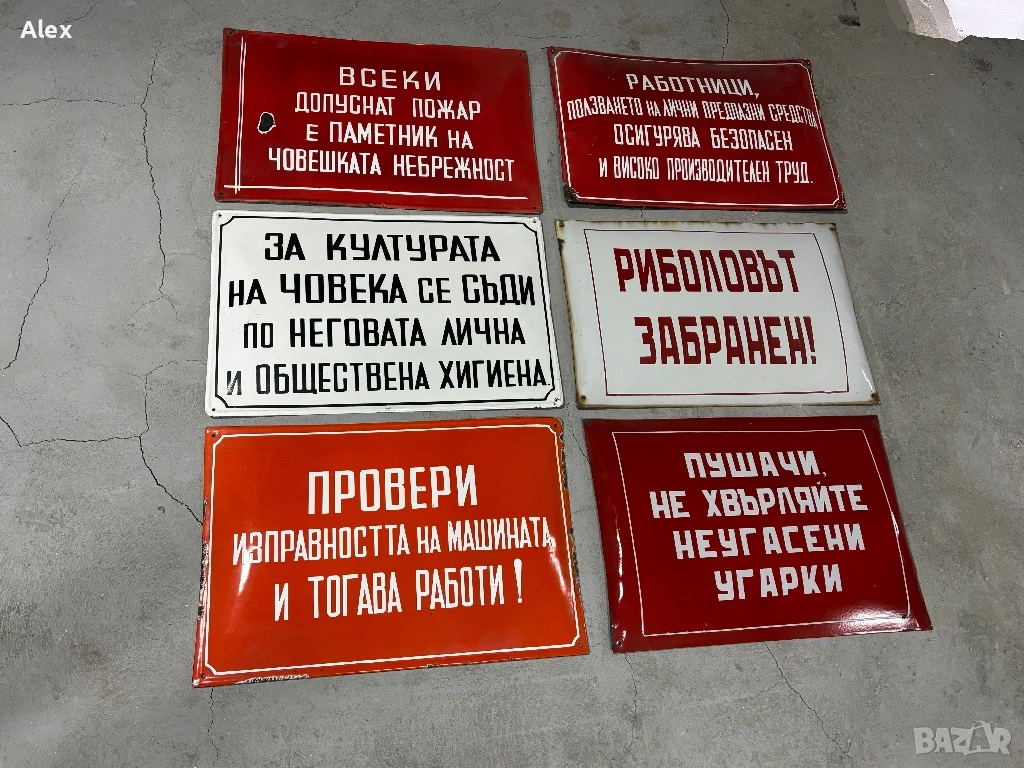 Alex
ВСЕКИ
ДОПУСНАТ ПОЖАР
Е ПАМЕТНИК НА
ЧОВЕШКАТА НЕБРЕЖНОСТ
РАБОТНИЦИ,
ПОЛЗВАНЕТО НА ЛИЧНИ ПРЕДПАЗНИ СРЕДСТВА
ОСИГУРЯВА БЕЗОПАСЕН
И ВИСОКО ПРОИЗВОДИТЕЛЕН ТРУД.
ЗА КУЛТУРАТА
НА ЧОВЕКА СЕ СЪДИ
ПО НЕГОВАТА ЛИЧНА
И ОБЩЕСТВЕНА ХИГИЕНА
РИБОЛОВЪТ
ЗАБРАНЕН!
ПРОВЕРИ
ИЗПРАВНОСТТА НА МАШИНАТА
И ТОГАВА РАБОТИ!
ПУШАЧИ,
НЕ ХВЪРЛЯЙТЕ
НЕУГАСЕНИ
УГАРКИ
BAZAR